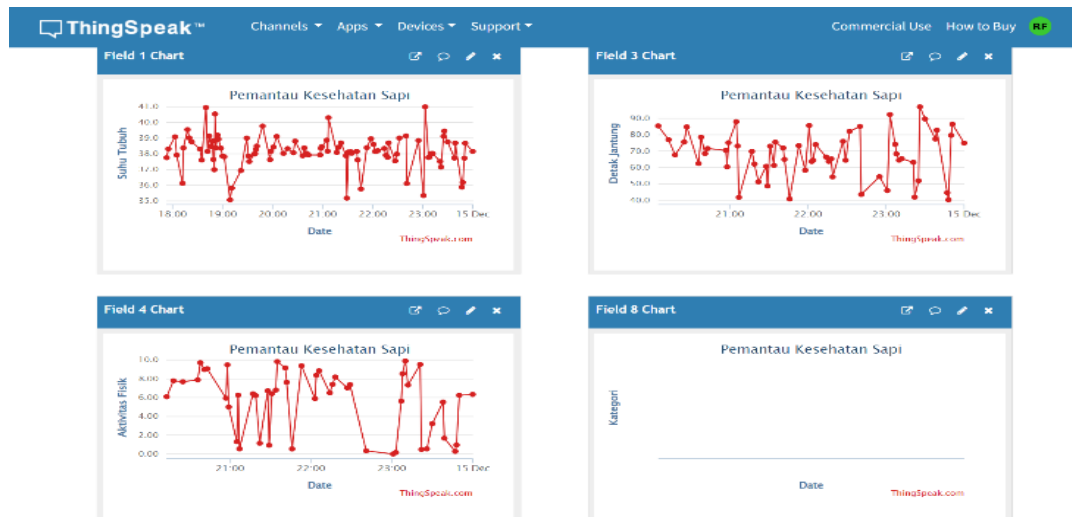 ThingSpeak™ Channels Apps Devices Support Commercial Use How to Buy RF
Field 1 Chart
Pemantau Kesehatan Sapi
Suhu Tubuh
41.0
40.0
39.0
38.0
37.0
36.0
35.0
18:00 19:00 20:00 21:00 22:00 23:00 15 Dec
Date
ThingSpeak.com
Field 3 Chart
Pemantau Kesehatan Sapi
Detak Jantung
90.0
80.0
70.0
60.0
50.0
40.0
21:00 22:00 23:00 15 Dec
Date
ThingSpeak.com
Field 4 Chart
Pemantau Kesehatan Sapi
Aktivitas Fisik
10.0
8.00
6.00
4.00
2.00
0.00
21:00 22:00 23:00 15 Dec
Date
ThingSpeak.com
Field 8 Chart
Pemantau Kesehatan Sapi
Kategori
Date
ThingSpeak.com